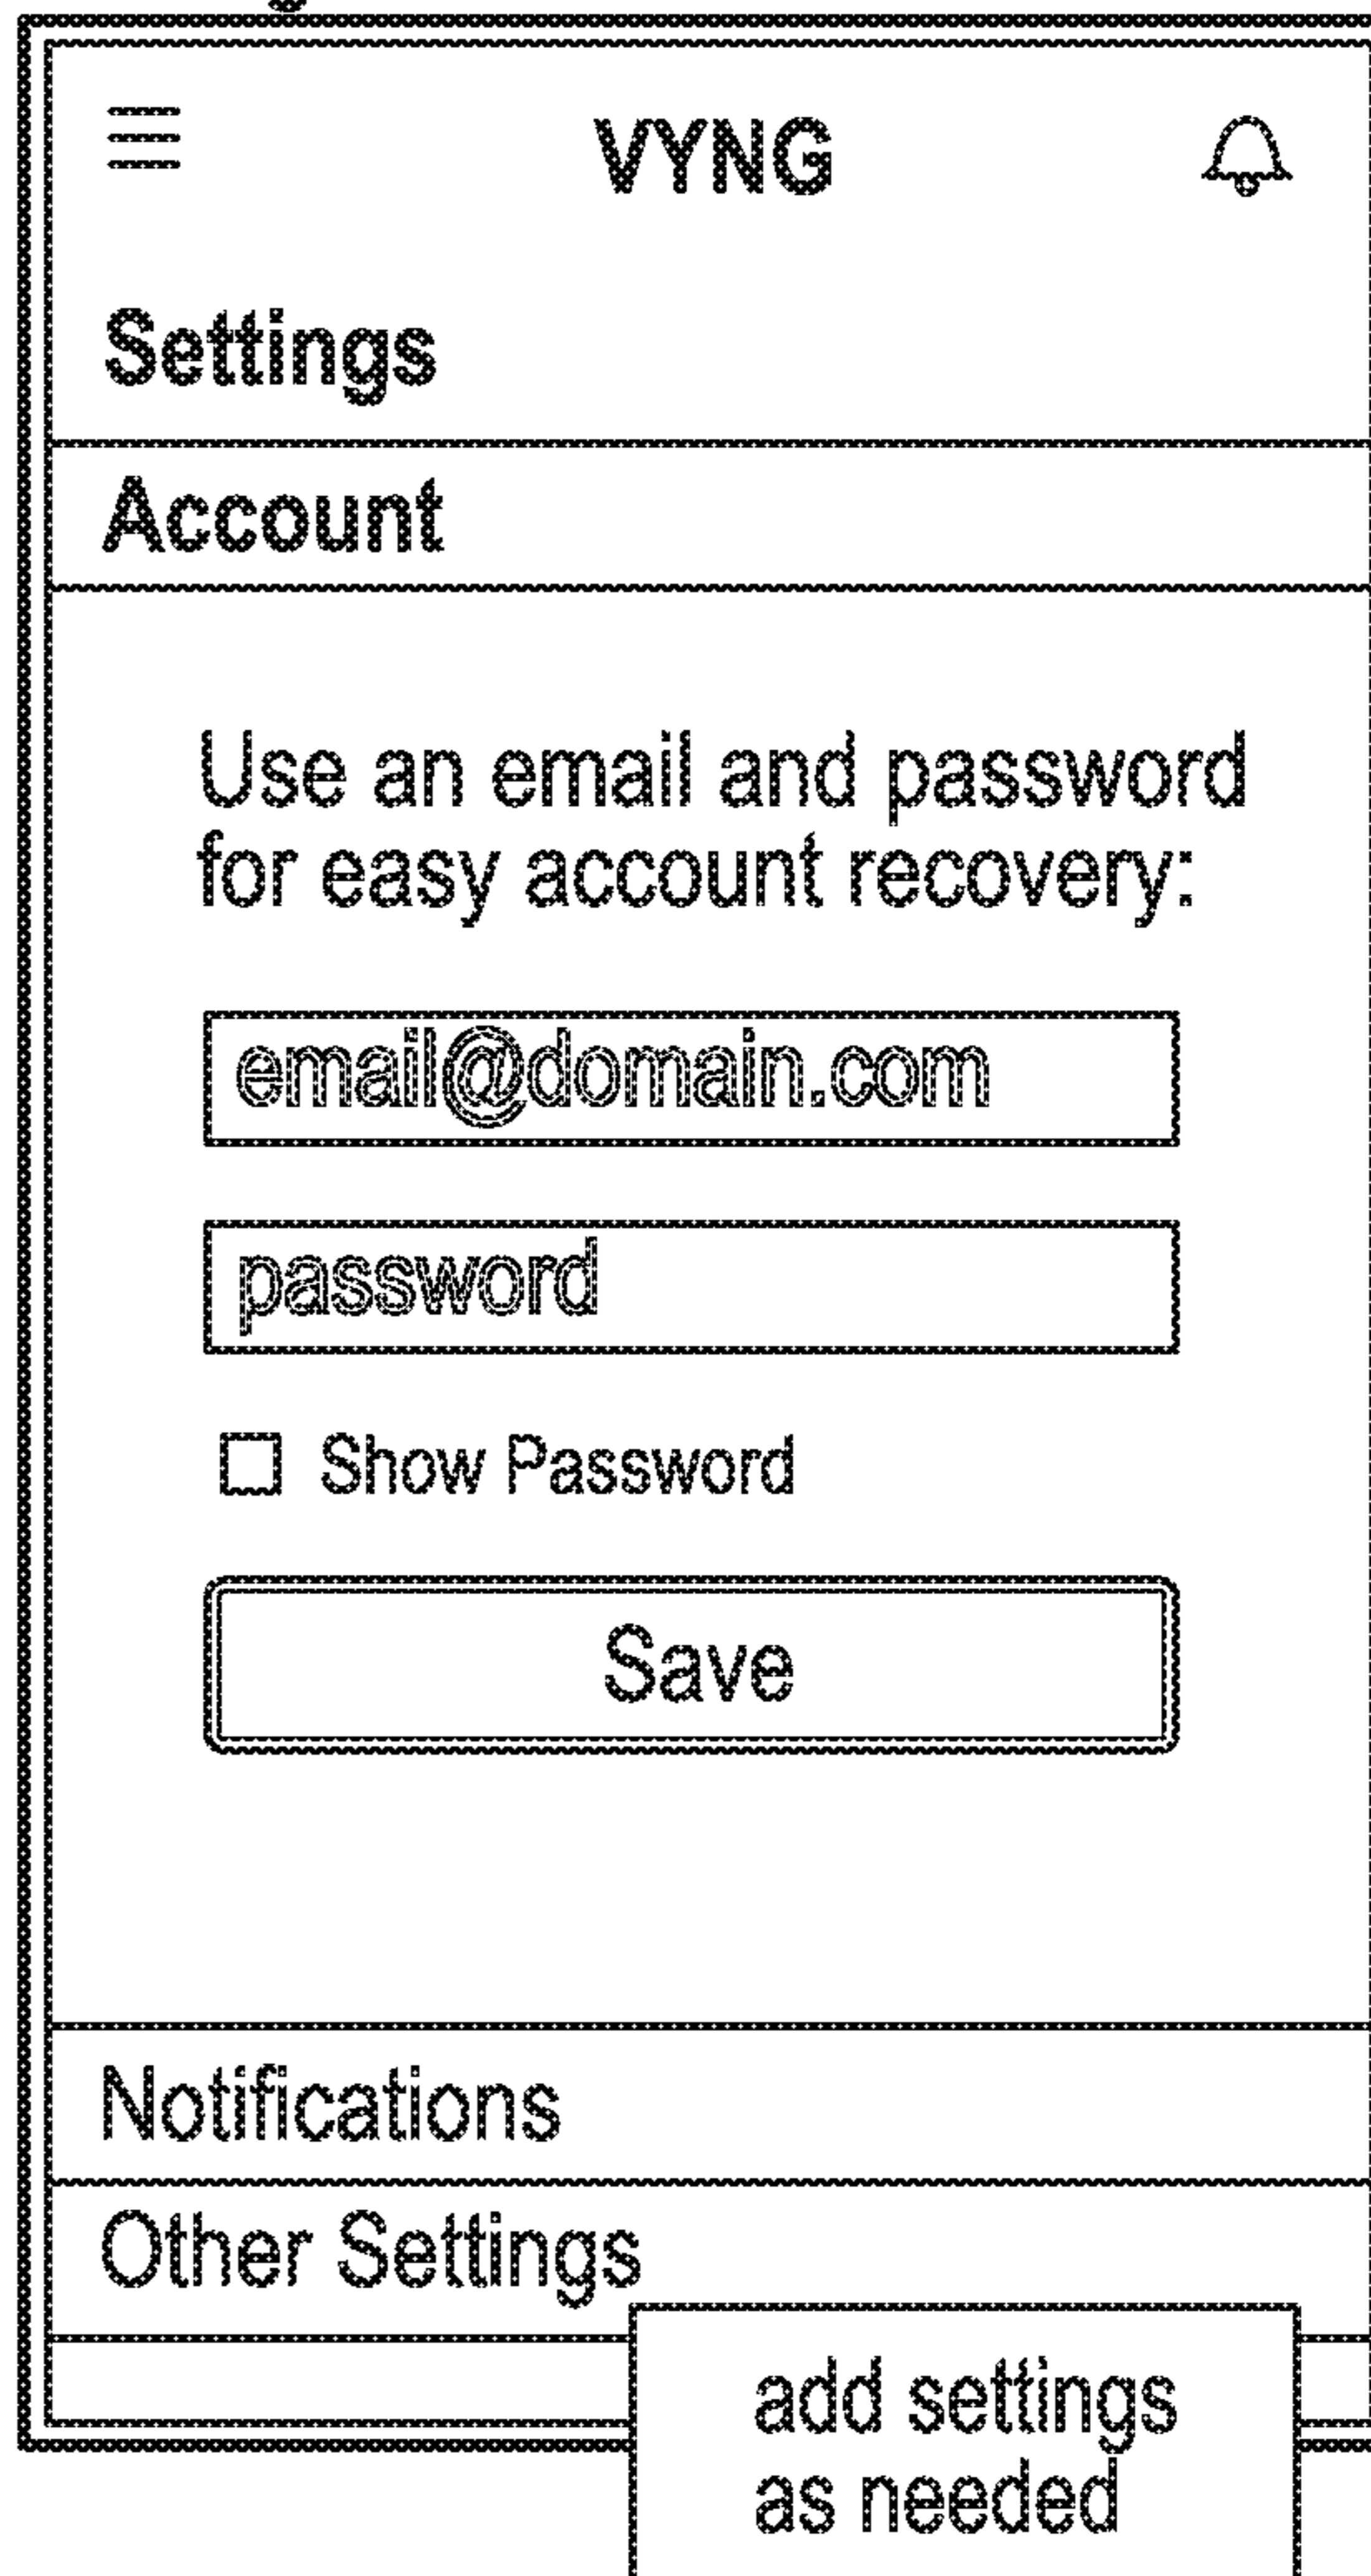 VYNG
Settings
Account
Use an email and password
for easy account recovery:
email@domain.com
password
Show Password
Save
Notifications
Other Settings
add settings
as needed